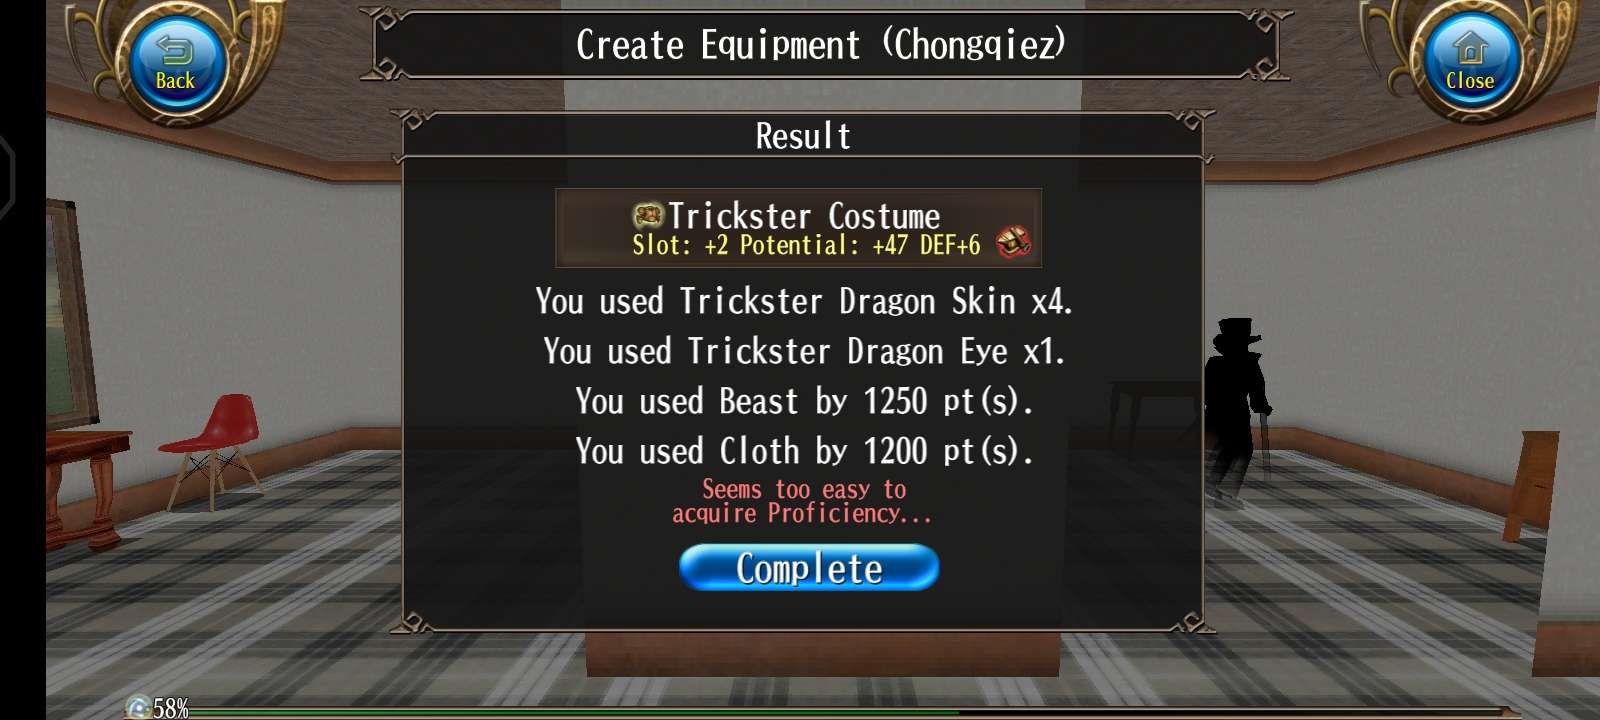 Back
Create Equipment (Chongqiez)
Close
Result
Trickster Costume
Slot: +2 Potential: +47 DEF+6
You used Trickster Dragon Skin x4.
You used Trickster Dragon Eye x1.
You used Beast by 1250 pt(s).
You used Cloth by 1200 pt(s).
Seems too easy to
acquire Proficiency...
Complete
58%